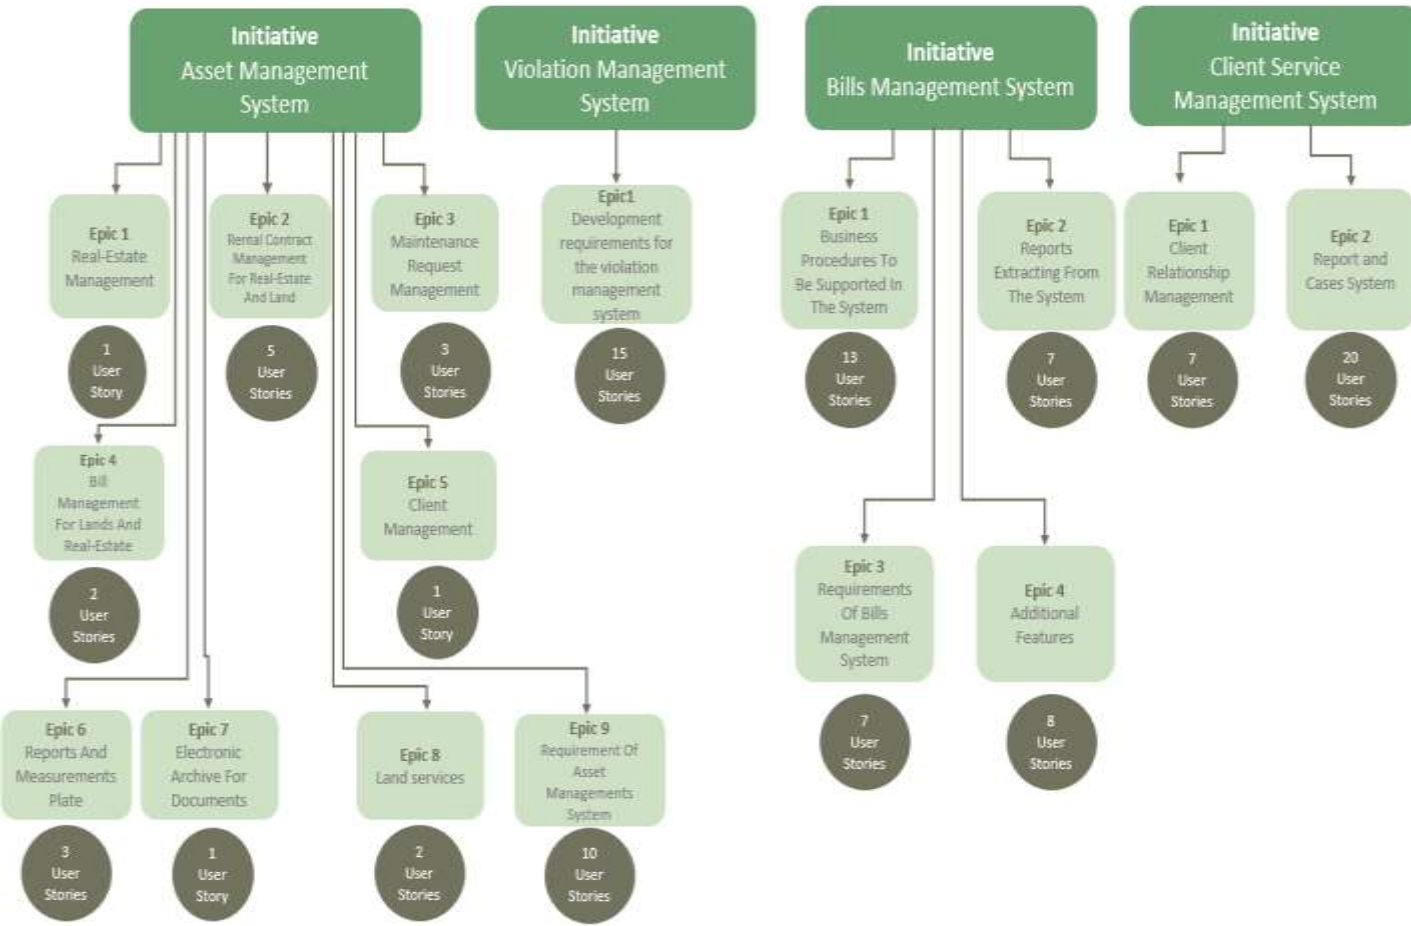 Initiative
Asset Management
System
Initiative
Violation Management
System
Initiative
Bills Management System
Initiative
Client Service
Management System
Epic 1
Real-Estate
Management
1
User
Story
Epic 2
Rental Contract
Management
For Real-Estate
And Land
5
User
Stories
Epic 3
Maintenance
Request
Management
3
User
Stories
Epic1
Development
requirements for
the violation
management
system
15
User
Stories
Epic 1
Business
Procedures To
Be Supported In
The System
13
User
Stories
Epic 2
Reports
Extracting From
The System
7
User
Stories
Epic 1
Client
Relationship
Management
7
User
Stories
Epic 2
Report and
Cases System
20
User
Stories
Epic 4
Bill
Management
For Lands And
Real-Estate
2
User
Stories
Epic 5
Client
Management
1
User
Story
Epic 3
Requirements
Of Bills
Management
System
7
User
Stories
Epic 4
Additional
Features
8
User
Stories
Epic 6
Reports And
Measurements
Plate
3
User
Stories
Epic 7
Electronic
Archive For
Documents
1
User
Story
Epic 8
Land services
2
User
Stories
Epic 9
Requirement Of
Asset
Managements
System
10
User
Stories